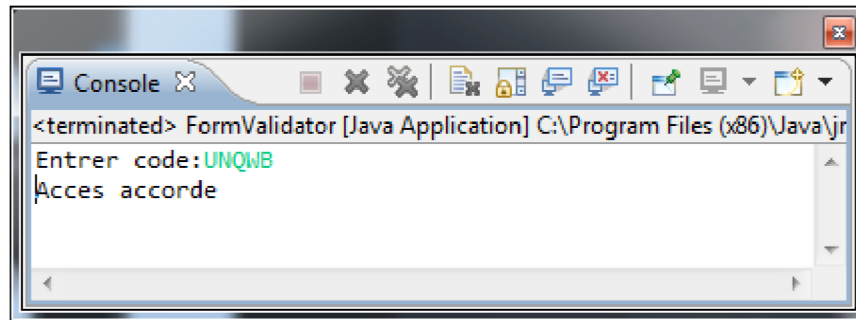 Console
<terminated> FormValidator [Java Application] C:\Program Files (x86)\Java\jr
Entrer code:UNQWB
Acces accorde